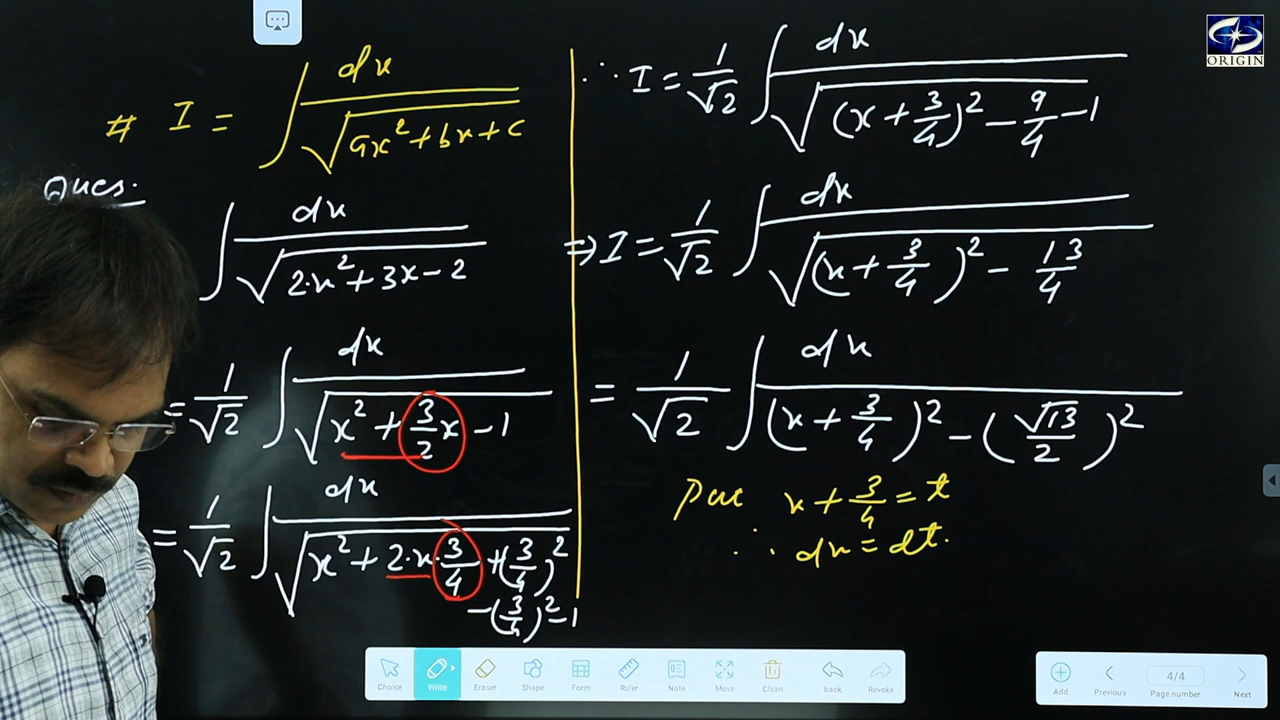 # I = ∫ dx / √(ax² + bx + c)
Ques.
∫ dx / √(2x² + 3x - 2)
= 1/√2 ∫ dx / √(x² + 3/2 x - 1)
= 1/√2 ∫ dx / √(x² + 2·x·3/4 + (3/4)²
- (3/4)² - 1
∴ I = 1/√2 ∫ dx / √((x + 3/4)² - 9/4 - 1
⇒ I = 1/√2 ∫ dx / √((x + 3/4)² - 13/4
= 1/√2 ∫ dx / (x + 3/4)² - (√13/2)²
Put x + 3/4 = t
∴ dx = dt.
ORIGIN
Choice Write Eraser Shape Form Ruler Note Move Clean back Revoke
Add Previous 4/4 Page number Next